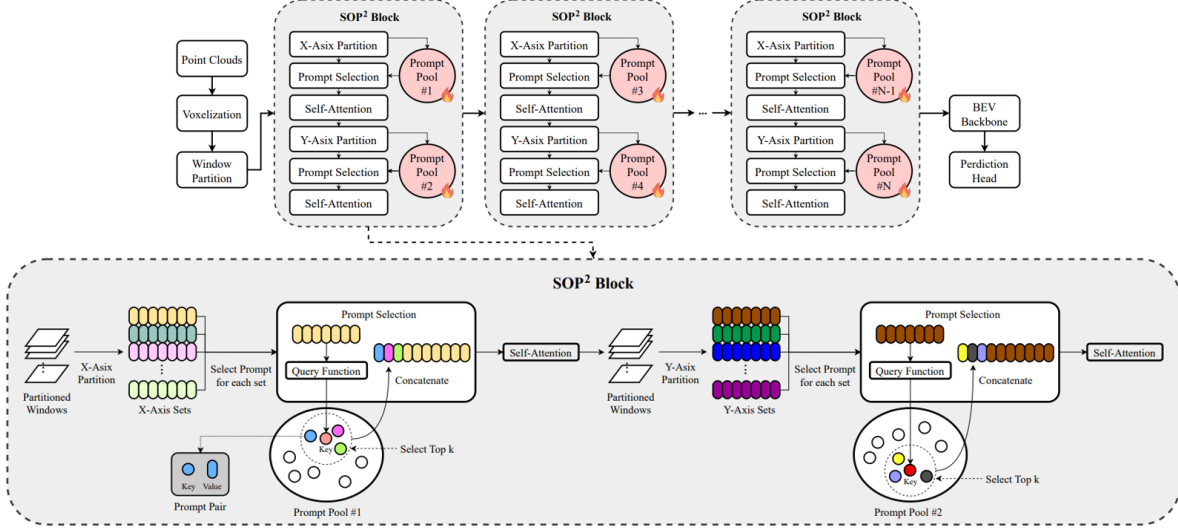 SOP² Block
X-Asix Partition
Prompt Selection
Self-Attention
Y-Asix Partition
Prompt Selection
Self-Attention
Prompt
Pool
#1
Prompt
Pool
#2
SOP² Block
X-Asix Partition
Prompt Selection
Self-Attention
Y-Asix Partition
Prompt Selection
Self-Attention
Prompt
Pool
#3
Prompt
Pool
#4
...
SOP² Block
X-Asix Partition
Prompt Selection
Self-Attention
Y-Asix Partition
Prompt Selection
Self-Attention
Prompt
Pool
#N-1
Prompt
Pool
#N
Point Clouds
Voxelization
Window
Partition
BEV
Backbone
Perdiction
Head
SOP² Block
Partitioned
Windows
X-Asix
Partition
X-Axis Sets
Select Prompt
for each set
Prompt Selection
Query Function
Concatenate
Key
Select Top k
Key Value
Prompt Pair
Prompt Pool #1
Self-Attention
Partitioned
Windows
Y-Asix
Partition
Y-Axis Sets
Select Prompt
for each set
Prompt Selection
Query Function
Concatenate
Key
Select Top k
Prompt Pool #2
Self-Attention